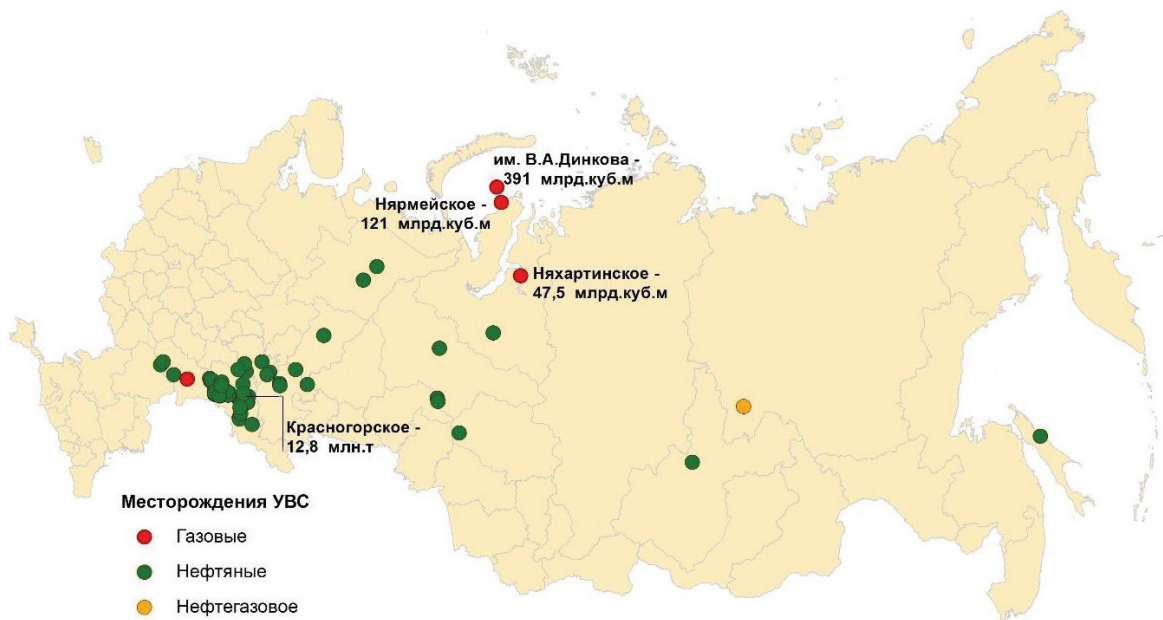 им. В.А.Динкова -
391 млрд.куб.м
Нярмейское -
121 млрд.куб.м
Няхартинское -
47,5 млрд.куб.м
Красногорское -
12,8 млн.т
Месторождения УВС
Газовые
Нефтяные
Нефтегазовое